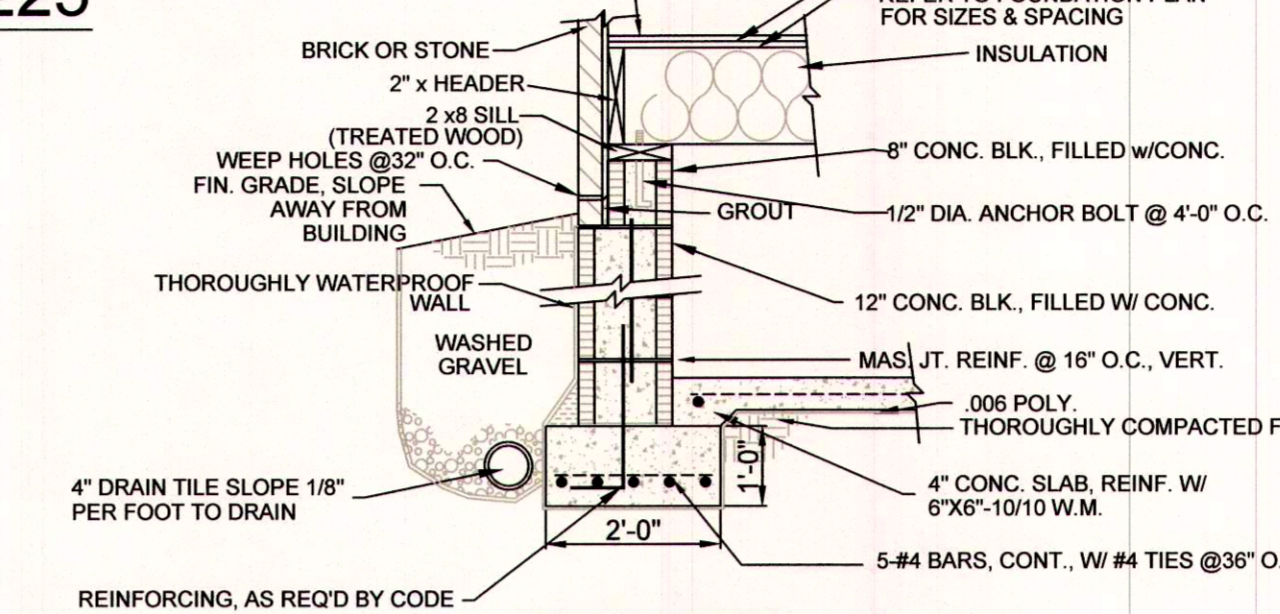 FOR SIZES & SPACING
INSULATION
BRICK OR STONE
2" x HEADER
2 x8 SILL
(TREATED WOOD)
WEEP HOLES @32" O.C.
FIN. GRADE, SLOPE
AWAY FROM
BUILDING
8" CONC. BLK., FILLED w/CONC.
GROUT
1/2" DIA. ANCHOR BOLT @ 4'-0" O.C.
THOROUGHLY WATERPROOF
WALL
12" CONC. BLK., FILLED W/ CONC.
WASHED
GRAVEL
MAS. JT. REINF. @ 16" O.C., VERT.
.006 POLY.
THOROUGHLY COMPACTED
1'-0"
4" DRAIN TILE SLOPE 1/8"
PER FOOT TO DRAIN
4" CONC. SLAB, REINF. W/
6"X6"-10/10 W.M.
2'-0"
5-#4 BARS, CONT., W/ #4 TIES @36" O.
REINFORCING, AS REQ'D BY CODE